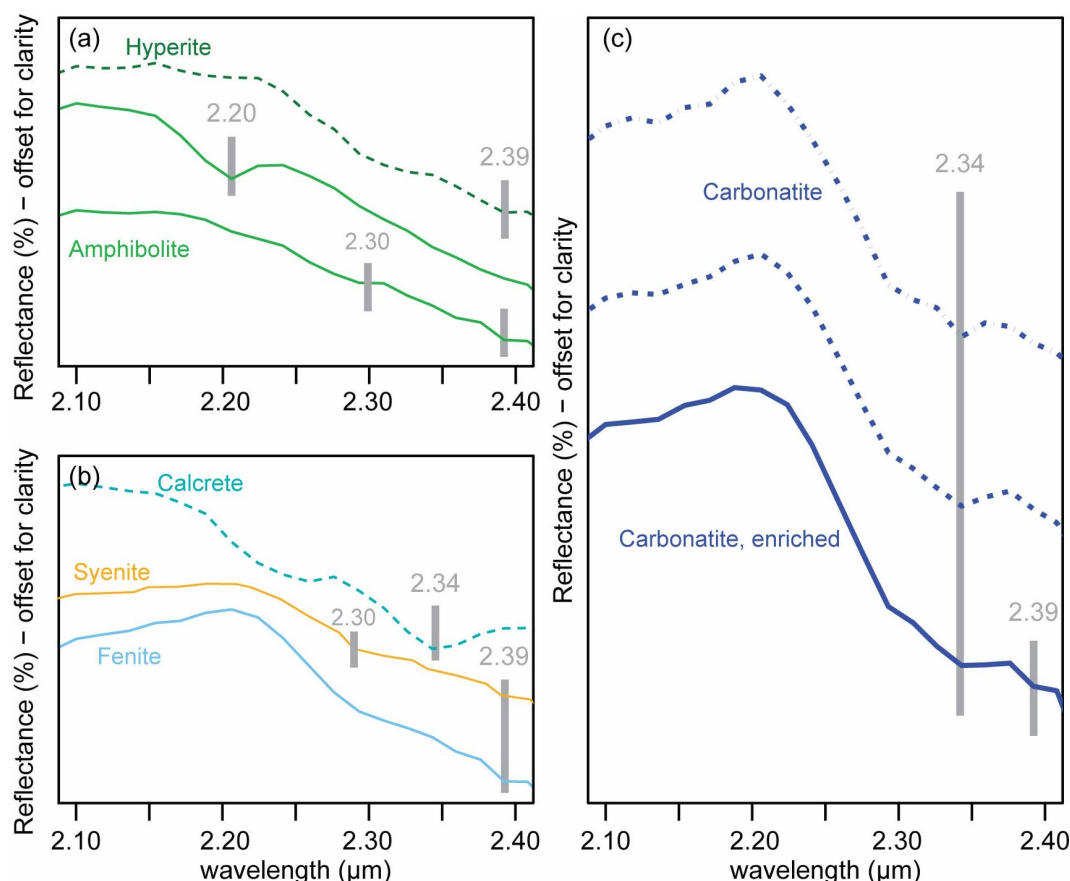 (a)
Hyperite
2.20
2.39
Amphibolite
2.30
Reflectance (%) – offset for clarity
2.10 2.20 2.30 2.40
(b)
Calcrete
Syenite
2.30
2.34
Fenite
2.39
Reflectance (%) – offset for clarity
2.10 2.20 2.30 2.40
wavelength (µm)
(c)
2.34
Carbonatite
Carbonatite, enriched
2.39
Reflectance (%) – offset for clarity
2.10 2.20 2.30 2.40
wavelength (µm)